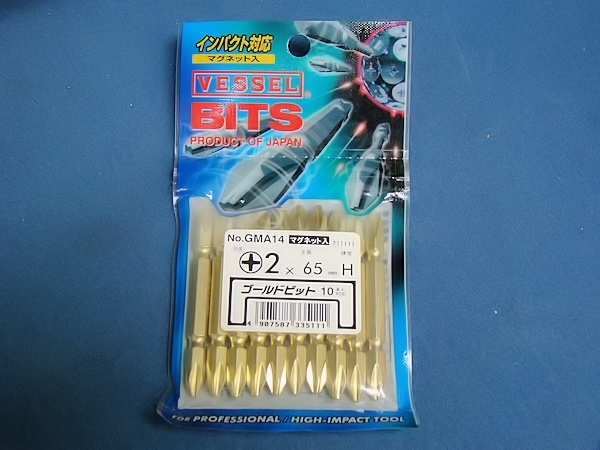 インパクト対応
マグネット入
VESSEL
BITS
PRODUCT OF JAPAN
No.GMA14 マグネット入
⊕2 × 65 mm H
ゴールドビット 10
4 907587 335111
FOR PROFESSIONAL / HIGH-IMPACT TOOL